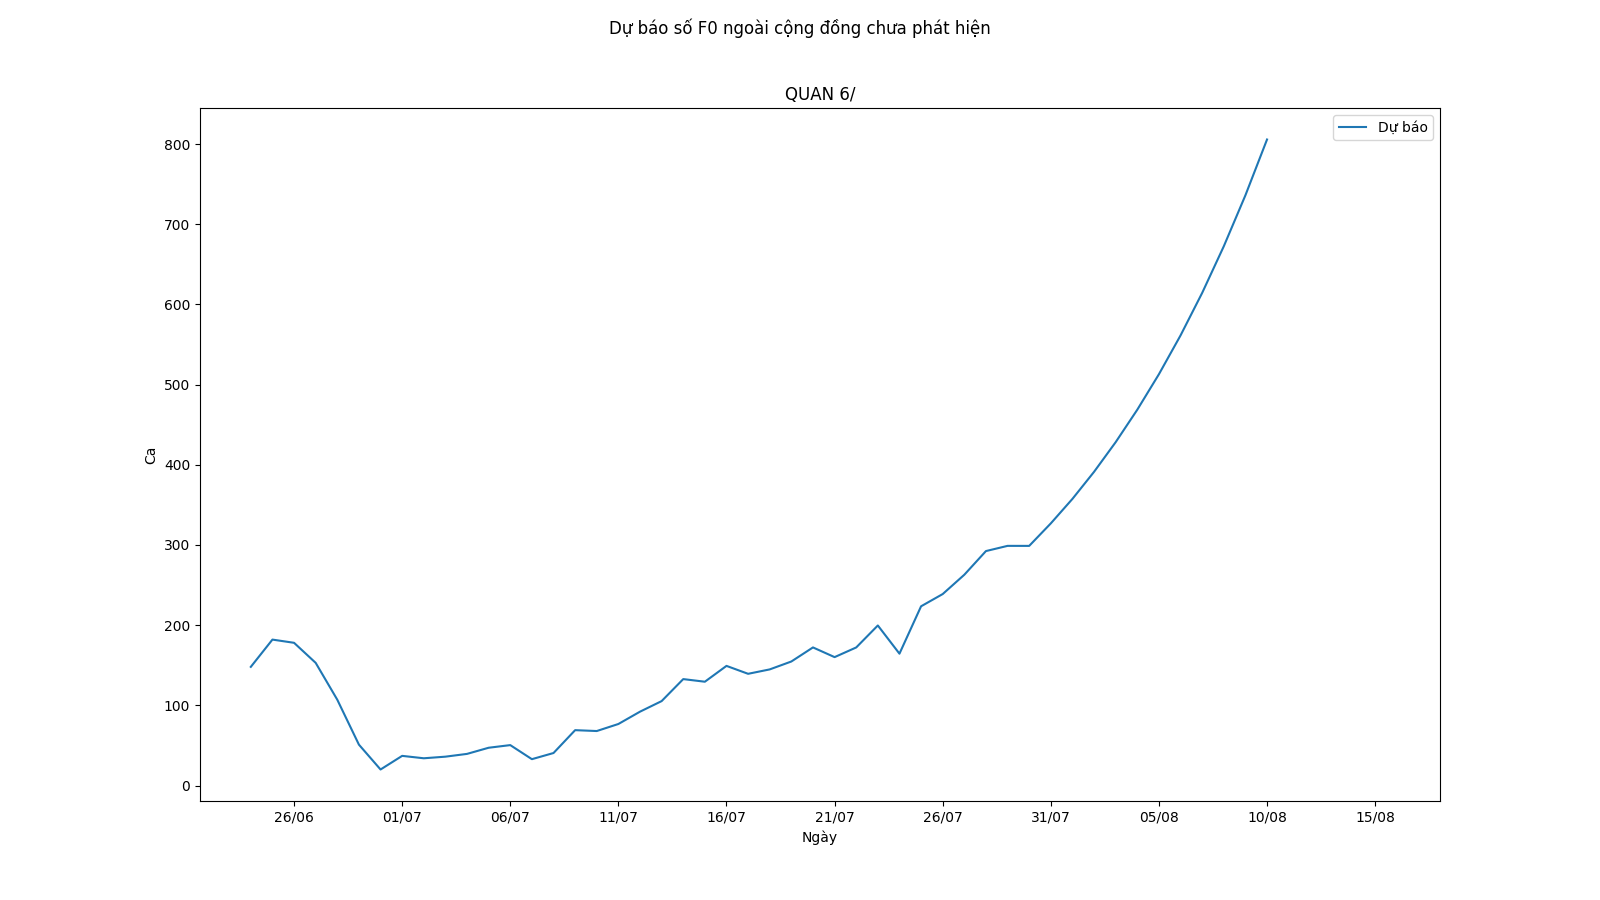 Dự báo số F0 ngoài cộng đồng chưa phát hiện
QUAN 6/
Dự báo
800
700
600
500
400
300
200
100
0
Ca
26/06 01/07 06/07 11/07 16/07 21/07 26/07 31/07 05/08 10/08 15/08
Ngày